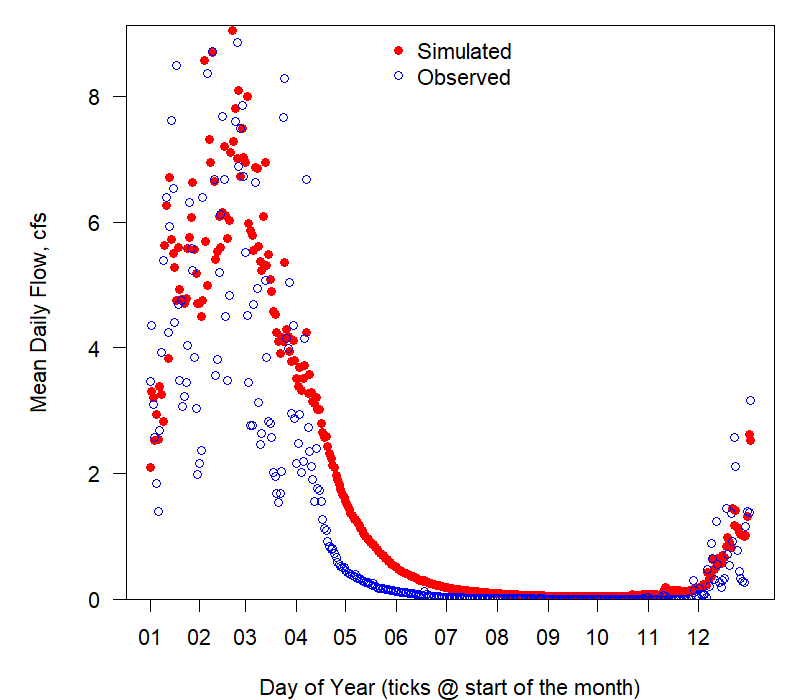 Simulated
Observed
8
6
4
2
0
Mean Daily Flow, cfs
01 02 03 04 05 06 07 08 09 10 11 12
Day of Year (ticks @ start of the month)